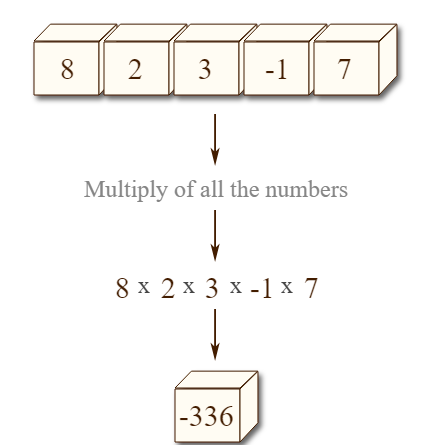 8 2 3 -1 7
Multiply of all the numbers
8 x 2 x 3 x -1 x 7
-336